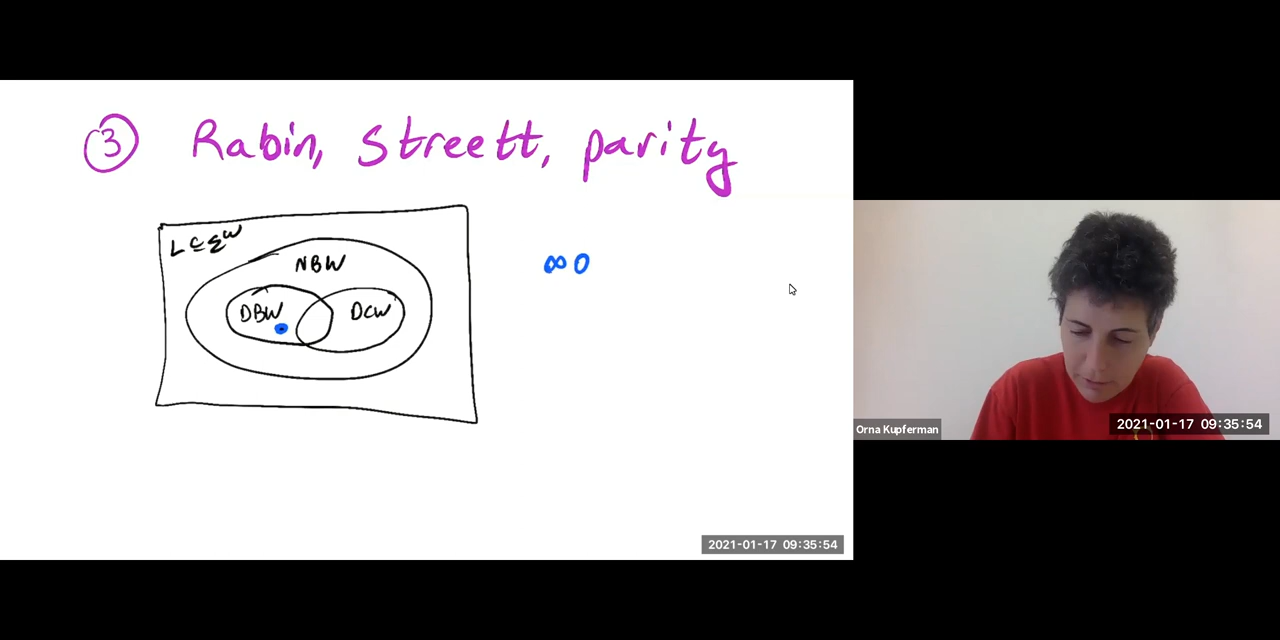 ③ Rabin, Streett, parity
L ⊆ Σ^ω
NBW
∞0
DBW
DCW
Orna Kupferman
2021-01-17 09:35:54
2021-01-17 09:35:54